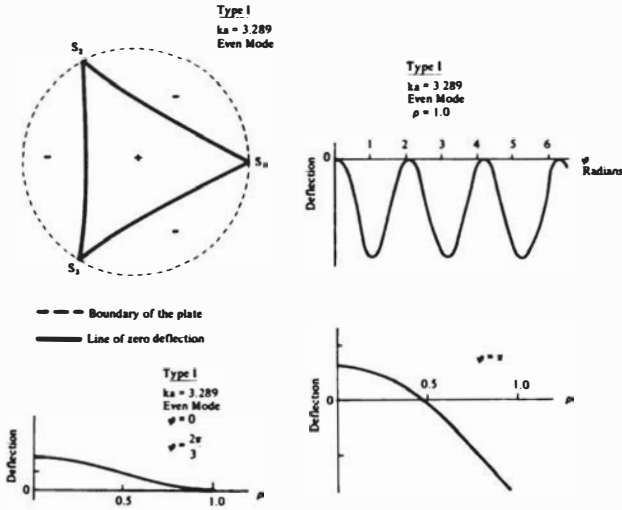 Type I
ka = 3.289
Even Mode
S₂
-
-
+
S₁₁
-
S₃
Type I
ka = 3 289
Even Mode
ρ = 1.0
1 2 3 4 5 6
0
φ
Radians
Deflection
Boundary of the plate
Line of zero deflection
Type I
ka = 3.289
Even Mode
φ = 0
φ = 2π
3
Deflection
0
0.5
1.0
ρ
φ = π
Deflection
0
0.5
1.0
ρ